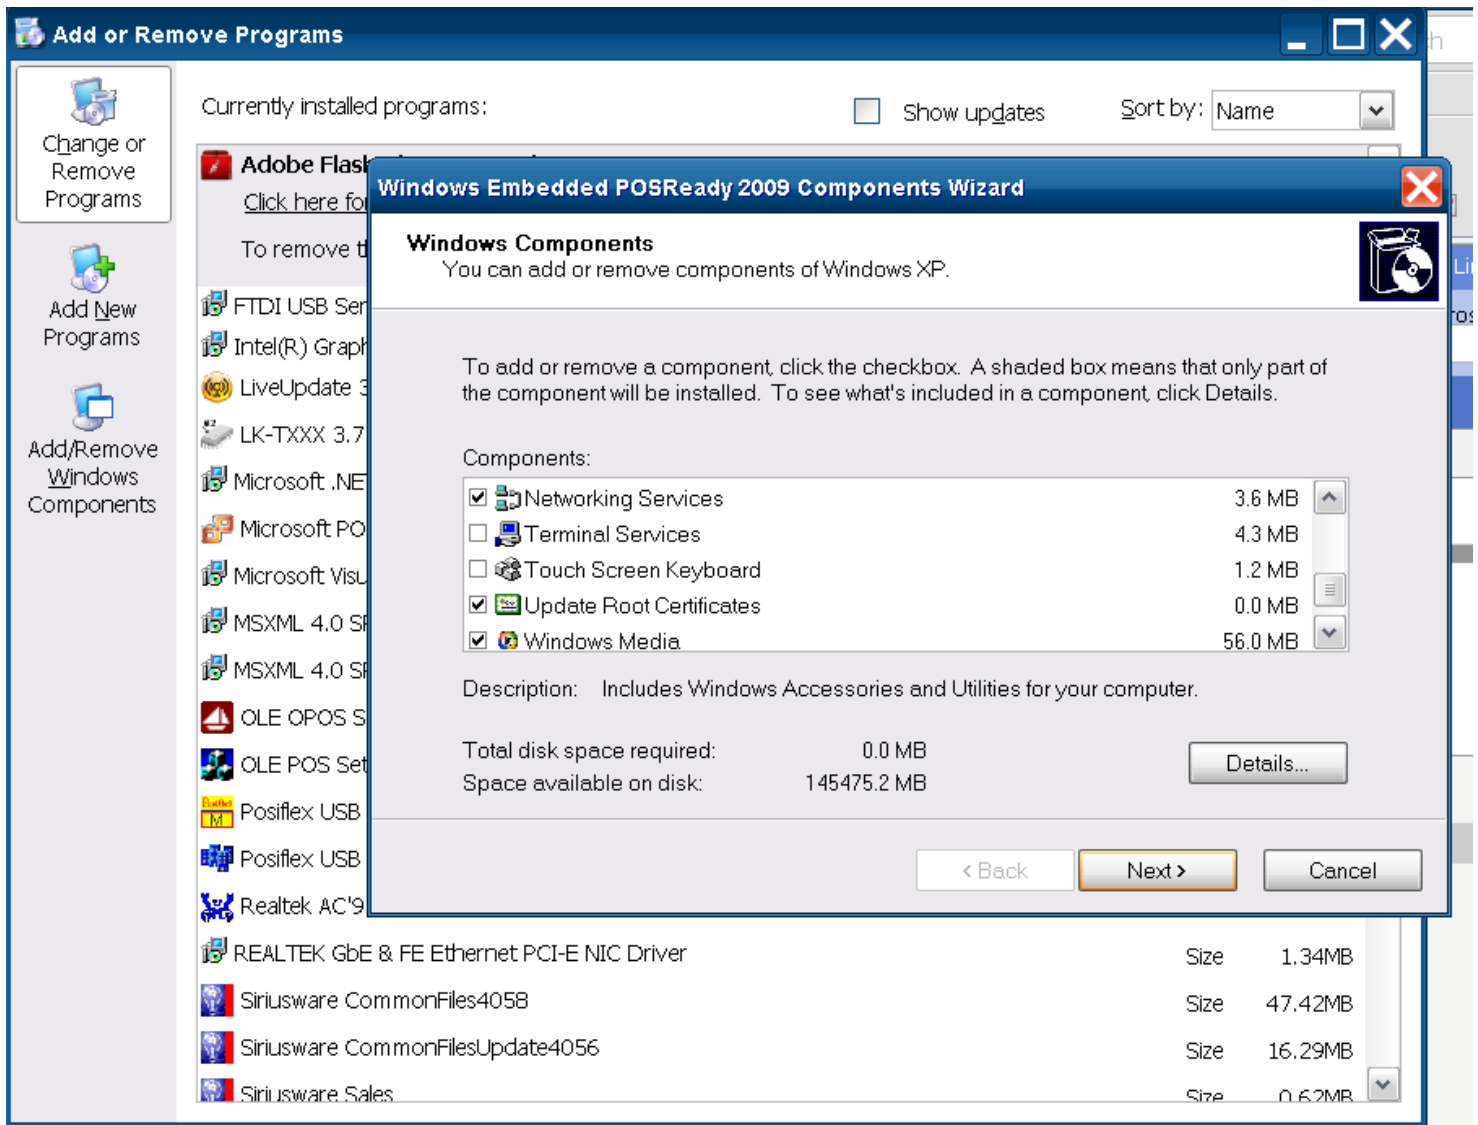 Add or Remove Programs
Change or
Remove
Programs
Add New
Programs
Add/Remove
Windows
Components
Currently installed programs:
Show updates
Sort by: Name
Adobe Flash
Click here for
To remove
FTDI USB Ser
Intel(R) Graph
LiveUpdate 3
LK-TXXX 3.7
Microsoft .NE
Microsoft PO
Microsoft Visu
MSXML 4.0 SP
MSXML 4.0 SP
OLE OPOS S
OLE POS Set
Posiflex USB
Posiflex USB
Realtek AC'9
REALTEK GbE & FE Ethernet PCI-E NIC Driver Size 1.34MB
Siriusware CommonFiles4058 Size 47.42MB
Siriusware CommonFilesUpdate4056 Size 16.29MB
Siriusware Sales Size 0.62MB
Windows Embedded POSReady 2009 Components Wizard
Windows Components
You can add or remove components of Windows XP.
To add or remove a component, click the checkbox. A shaded box means that only part of
the component will be installed. To see what's included in a component, click Details.
Components:
Networking Services 3.6 MB
Terminal Services 4.3 MB
Touch Screen Keyboard 1.2 MB
Update Root Certificates 0.0 MB
Windows Media 56.0 MB
Description: Includes Windows Accessories and Utilities for your computer.
Total disk space required: 0.0 MB
Space available on disk: 145475.2 MB
Details...
< Back
Next >
Cancel